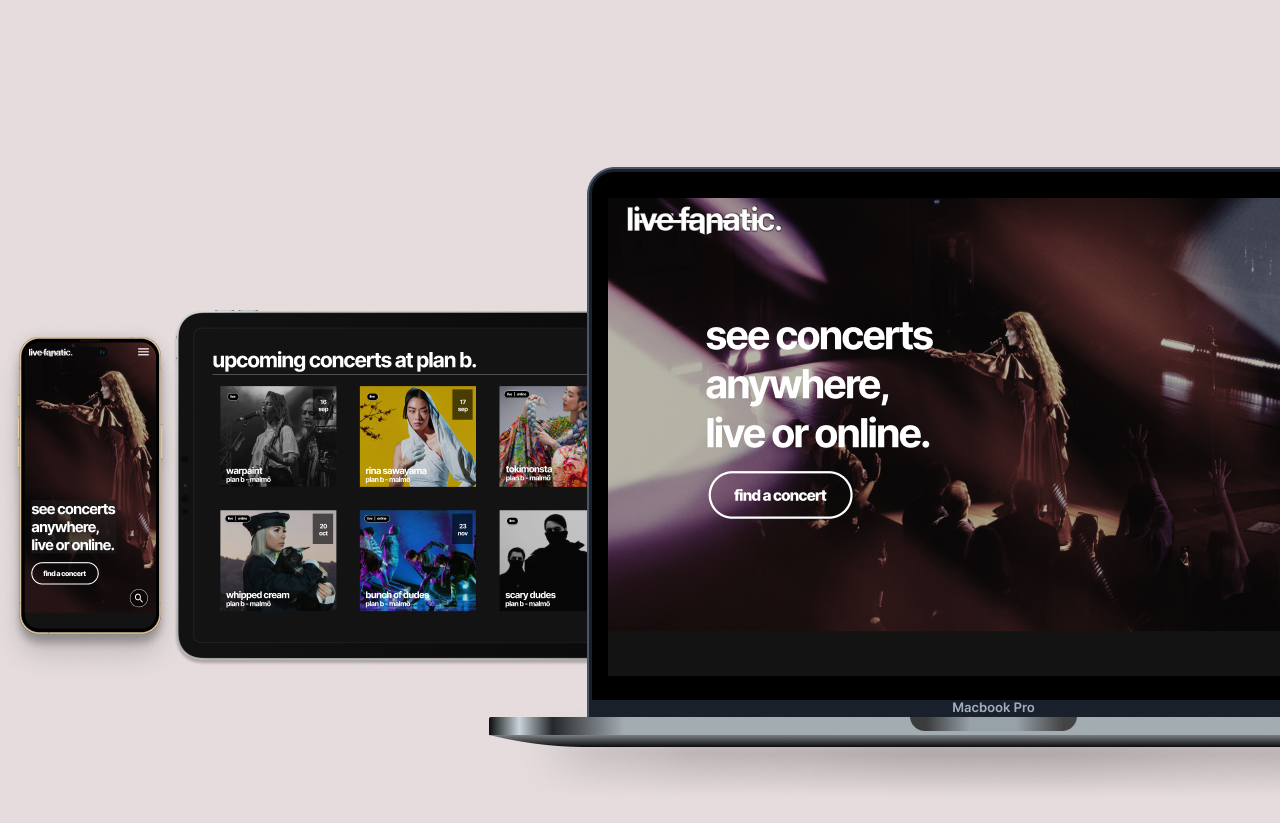 live fanatic.
see concerts
anywhere,
live or online.
find a concert
upcoming concerts at plan b.
live
16
sep
warpaint
plan b - malmö
live
17
sep
rina sawayama
plan b - malmö
live | online
tokimonsta
plan b - malmö
live | online
20
oct
whipped cream
plan b - malmö
live | online
23
nov
bunch of dudes
plan b - malmö
live
scary dudes
plan b - malmö
live fanatic.
see concerts
anywhere,
live or online.
find a concert
Macbook Pro